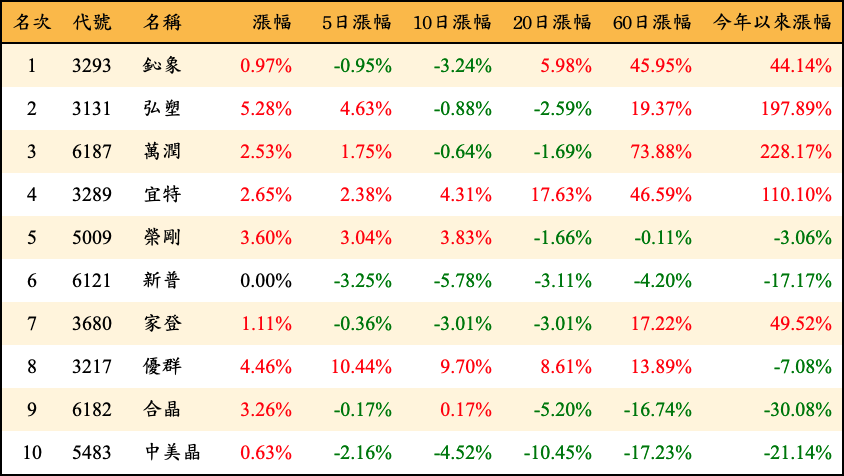 名次 代號 名稱 漲幅 5日漲幅 10日漲幅 20日漲幅 60日漲幅 今年以來漲幅
1 3293 鈊象 0.97% -0.95% -3.24% 5.98% 45.95% 44.14%
2 3131 弘塑 5.28% 4.63% -0.88% -2.59% 19.37% 197.89%
3 6187 萬潤 2.53% 1.75% -0.64% -1.69% 73.88% 228.17%
4 3289 宜特 2.65% 2.38% 4.31% 17.63% 46.59% 110.10%
5 5009 榮剛 3.60% 3.04% 3.83% -1.66% -0.11% -3.06%
6 6121 新普 0.00% -3.25% -5.78% -3.11% -4.20% -17.17%
7 3680 家登 1.11% -0.36% -3.01% -3.01% 17.22% 49.52%
8 3217 優群 4.46% 10.44% 9.70% 8.61% 13.89% -7.08%
9 6182 合晶 3.26% -0.17% 0.17% -5.20% -16.74% -30.08%
10 5483 中美晶 0.63% -2.16% -4.52% -10.45% -17.23% -21.14%